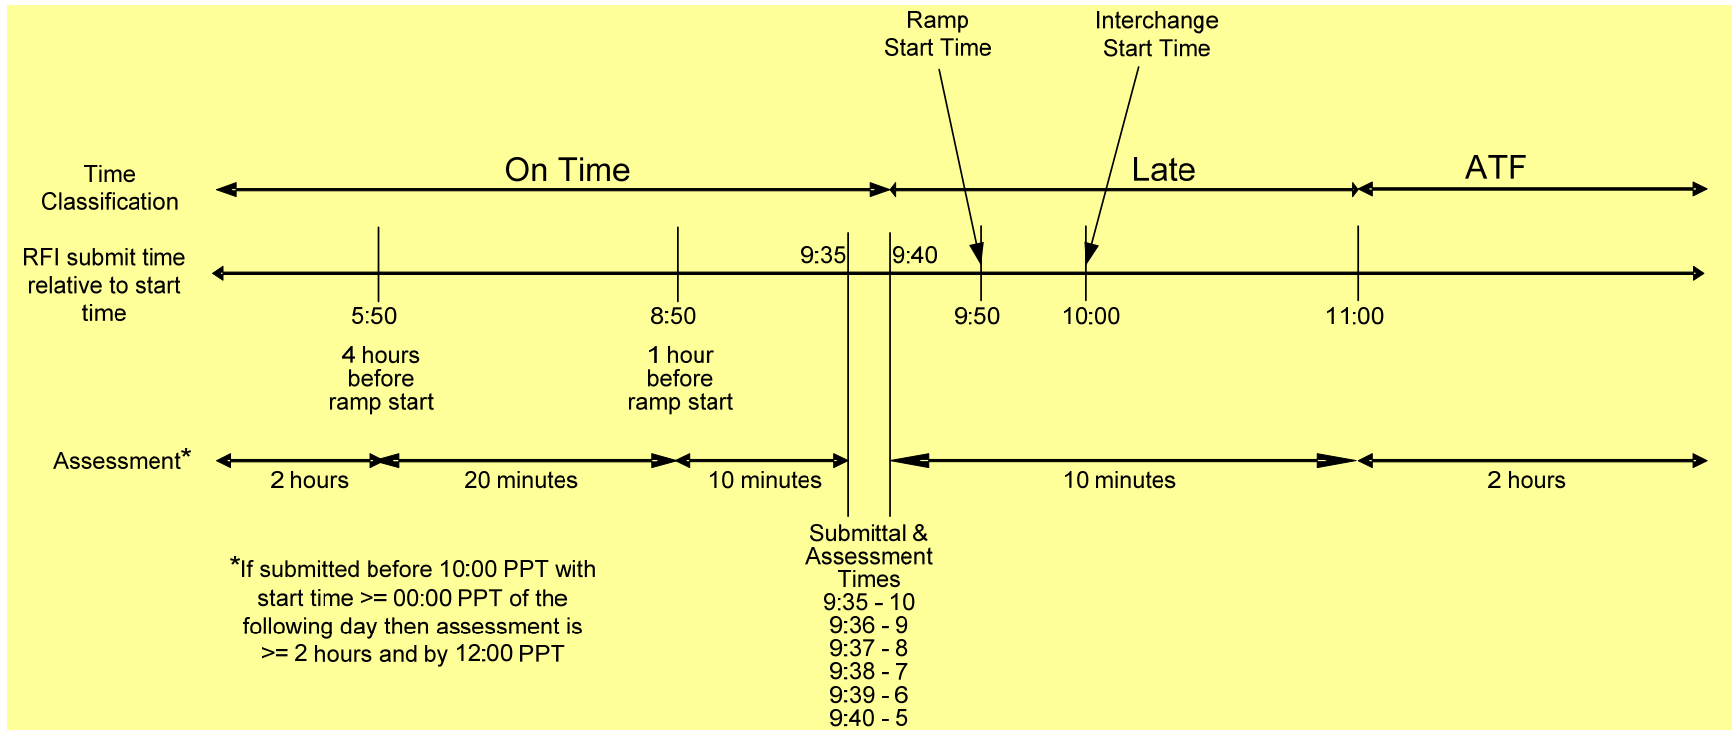 Ramp
Start Time
Interchange
Start Time
Time
Classification
On Time
Late
ATF
RFI submit time
relative to start
time
9:35
9:40
5:50
8:50
9:50
10:00
11:00
4 hours
before
ramp start
1 hour
before
ramp start
Assessment*
2 hours
20 minutes
10 minutes
10 minutes
2 hours
Submittal &
Assessment
Times
9:35 - 10
9:36 - 9
9:37 - 8
9:38 - 7
9:39 - 6
9:40 - 5
*If submitted before 10:00 PPT with
start time >= 00:00 PPT of the
following day then assessment is
>= 2 hours and by 12:00 PPT